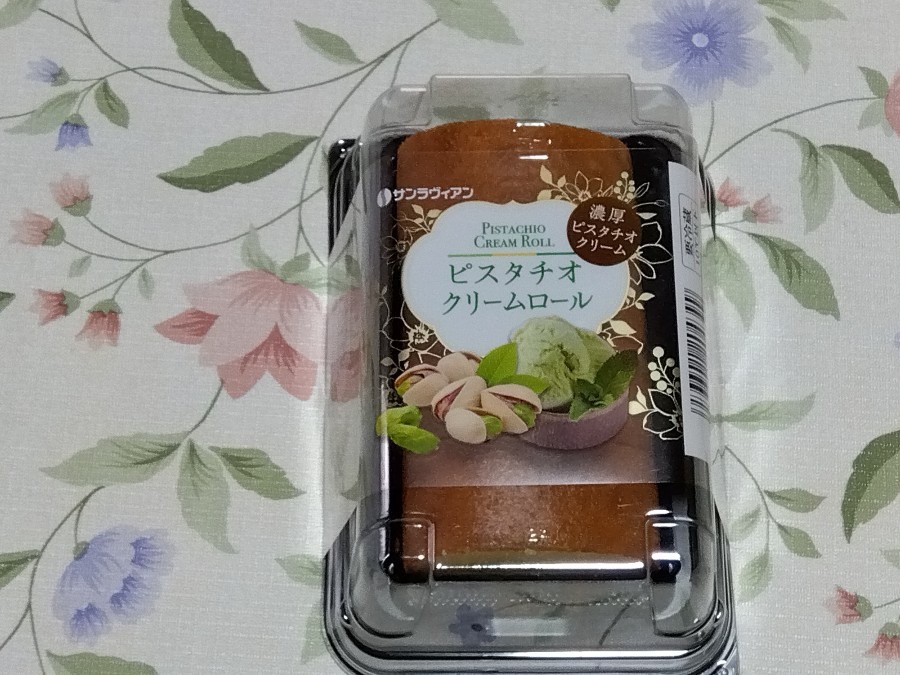 サンラヴィアン
PISTACHIO
CREAM ROLL
ピスタチオ
クリームロール
濃厚
ピスタチオ
クリーム
要冷蔵